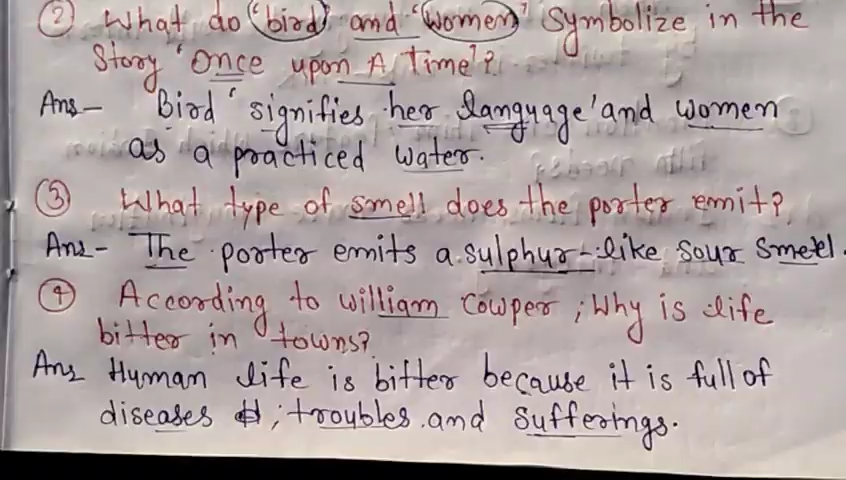 ② What do 'bird' and 'women' symbolize in the
Story 'Once upon A Time'?
Ans- Bird' signifies her language' and women
as a practiced water.
③ What type of smell does the porter emit?
Ans- The porter emits a sulphur-like sour smell.
④ According to william Cowper, Why is life
bitter in towns?
Ans Human life is bitter because it is full of
diseases , troubles and sufferings.